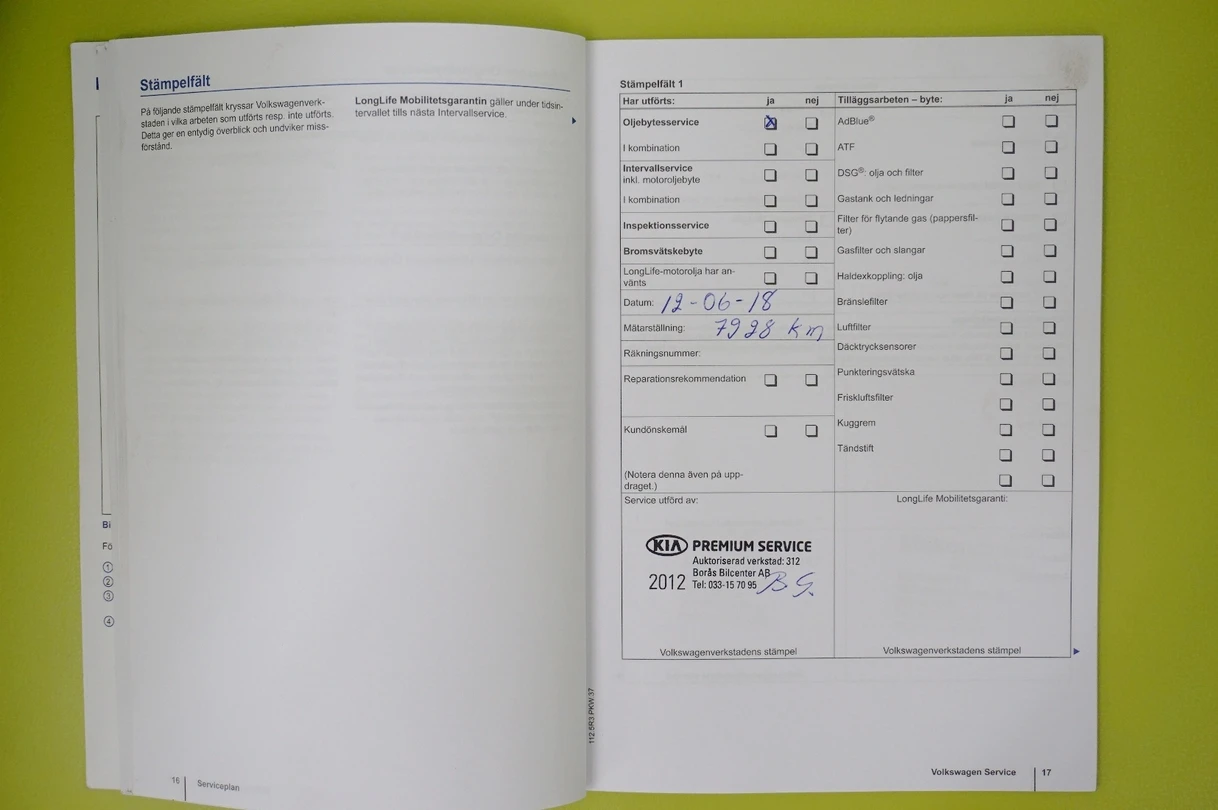 Stämpelfält
På följande stämpelfält kryssar Volkswagenverk-
staden i vilka arbeten som utförts resp. inte utförts.
Detta ger en entydig överblick och undviker miss-
förstånd.
LongLife Mobilitetsgarantin gäller under tidsin-
tervallet tills nästa Intervallservice.
Bi
Fö
1
2
3
4
16
Serviceplan
Stämpelfält 1
Har utförts: ja nej
Oljebytesservice
I kombination
Intervallservice
inkl. motoroljebyte
I kombination
Inspektionsservice
Bromsvätskebyte
LongLife-motorolja har an-
vänts
Datum: 12-06-18
Mätarställning: 7928 km
Räkningsnummer:
Reparationsrekommendation
Kundönskemål
(Notera denna även på upp-
draget.)
Service utförd av:
KIA PREMIUM SERVICE
Auktoriserad verkstad: 312
Borås Bilcenter AB
2012 Tel: 033-15 70 95
B G.
Volkswagenverkstadens stämpel
Tilläggsarbeten – byte: ja nej
AdBlue®
ATF
DSG®: olja och filter
Gastank och ledningar
Filter för flytande gas (pappersfil-
ter)
Gasfilter och slangar
Haldexkoppling: olja
Bränslefilter
Luftfilter
Däcktrycksensorer
Punkteringsvätska
Friskluftsfilter
Kuggrem
Tändstift
LongLife Mobilitetsgaranti:
Volkswagenverkstadens stämpel
112.5R3.PKW.37
Volkswagen Service
17